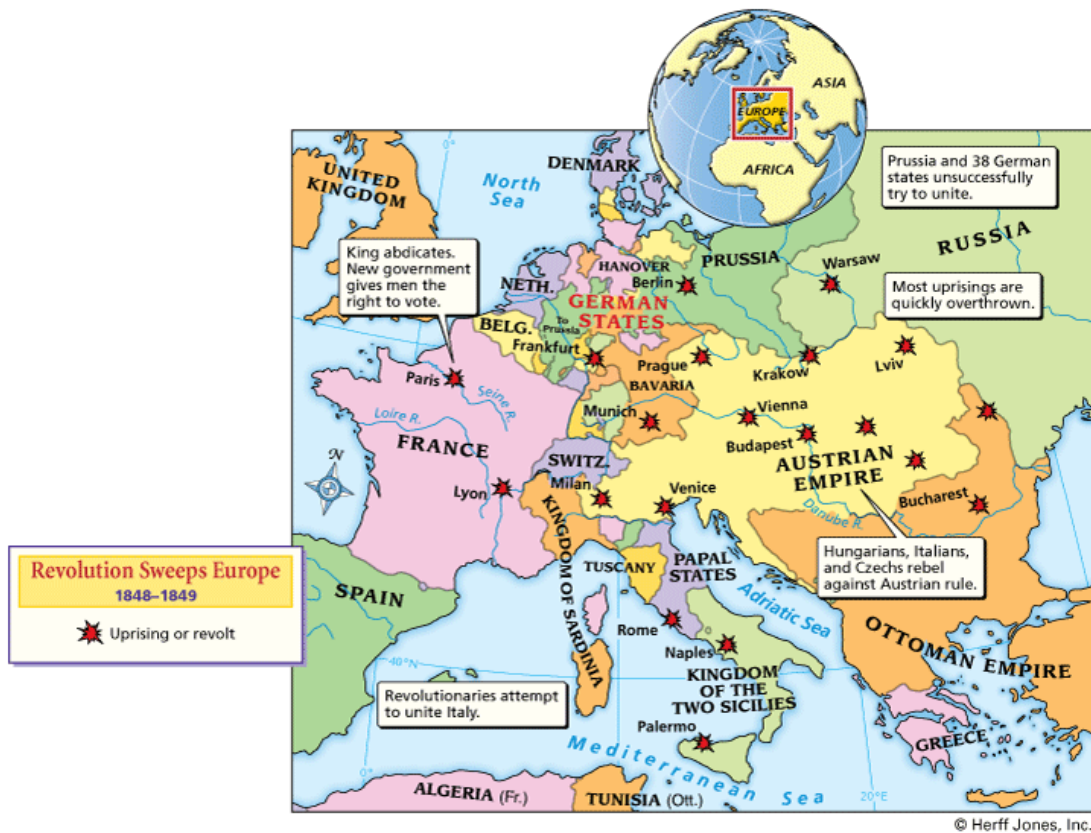 ASIA
EUROPE
AFRICA
UNITED
KINGDOM
0°
North
Sea
DENMARK
Prussia and 38 German
states unsuccessfully
try to unite.
RUSSIA
King abdicates.
New government
gives men the
right to vote.
NETH.
HANOVER
Berlin
PRUSSIA
Warsaw
Most uprisings are
quickly overthrown.
GERMAN
STATES
To
Prussia
BELG.
Frankfurt
Prague
Krakow
Lviv
Paris
Seine R.
BAVARIA
Loire R.
Munich
Vienna
FRANCE
Budapest
AUSTRIAN
EMPIRE
N
SWITZ.
Lyon
Milan
Venice
Bucharest
Danube R.
KINGDOM OF SARDINIA
Hungarians, Italians,
and Czechs rebel
against Austrian rule.
Revolution Sweeps Europe
1848–1849
Uprising or revolt
TUSCANY
PAPAL
STATES
SPAIN
Adriatic Sea
Rome
Naples
OTTOMAN EMPIRE
40°N
KINGDOM
OF THE
TWO SICILIES
Revolutionaries attempt
to unite Italy.
Palermo
GREECE
Mediterranean Sea
0°
20°E
ALGERIA (Fr.)
TUNISIA (Ott.)
© Herff Jones, Inc.